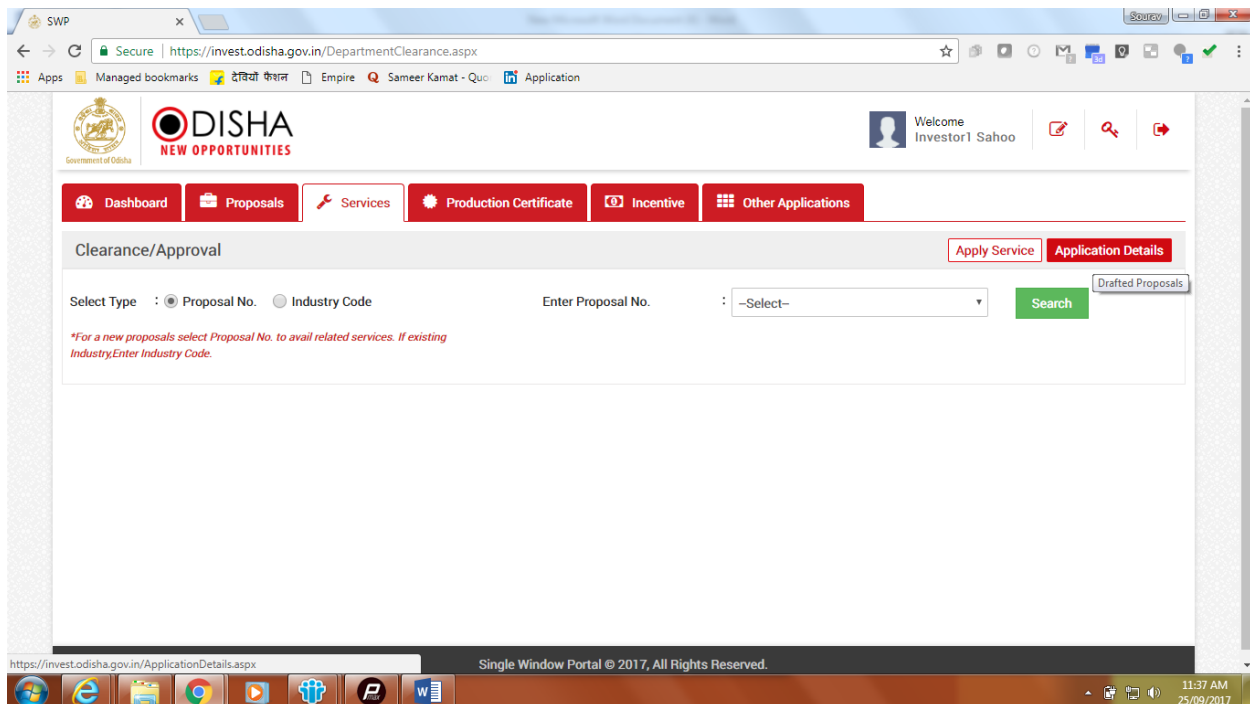 SWP
Sourav
Secure | https://invest.odisha.gov.in/DepartmentClearance.aspx
Apps Managed bookmarks देवियों फैशन Empire Sameer Kamat - Quo Application
Government of Odisha
ODISHA
NEW OPPORTUNITIES
Welcome
Investor1 Sahoo
Dashboard Proposals Services Production Certificate Incentive Other Applications
Clearance/Approval Apply Service Application Details
Drafted Proposals
Select Type : Proposal No. Industry Code Enter Proposal No. : --Select-- Search
*For a new proposals select Proposal No. to avail related services. If existing
Industry,Enter Industry Code.
https://invest.odisha.gov.in/ApplicationDetails.aspx
Single Window Portal © 2017, All Rights Reserved.
11:37 AM
25/09/2017